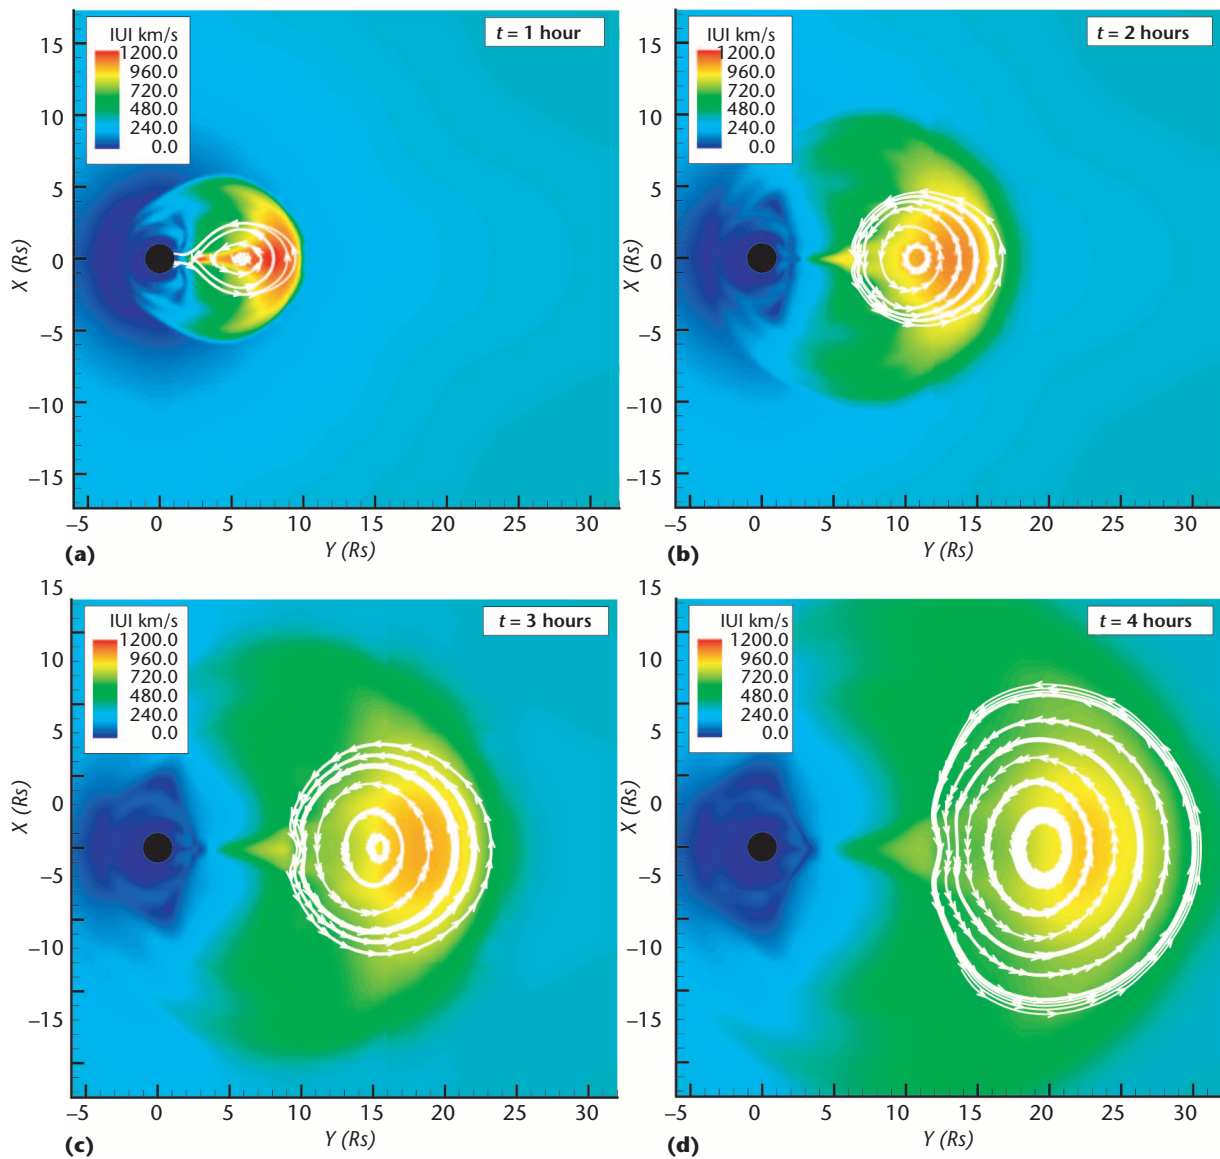 IUI km/s
1200.0
960.0
720.0
480.0
240.0
0.0
t = 1 hour
15
10
5
0
–5
–10
–15
X (Rs)
–5 0 5 10 15 20 25 30
Y (Rs)
(a)
IUI km/s
1200.0
960.0
720.0
480.0
240.0
0.0
t = 2 hours
15
10
5
0
–5
–10
–15
X (Rs)
–5 0 5 10 15 20 25 30
Y (Rs)
(b)
IUI km/s
1200.0
960.0
720.0
480.0
240.0
0.0
t = 3 hours
15
10
5
0
–5
–10
–15
X (Rs)
–5 0 5 10 15 20 25 30
Y (Rs)
(c)
IUI km/s
1200.0
960.0
720.0
480.0
240.0
0.0
t = 4 hours
15
10
5
0
–5
–10
–15
X (Rs)
–5 0 5 10 15 20 25 30
Y (Rs)
(d)